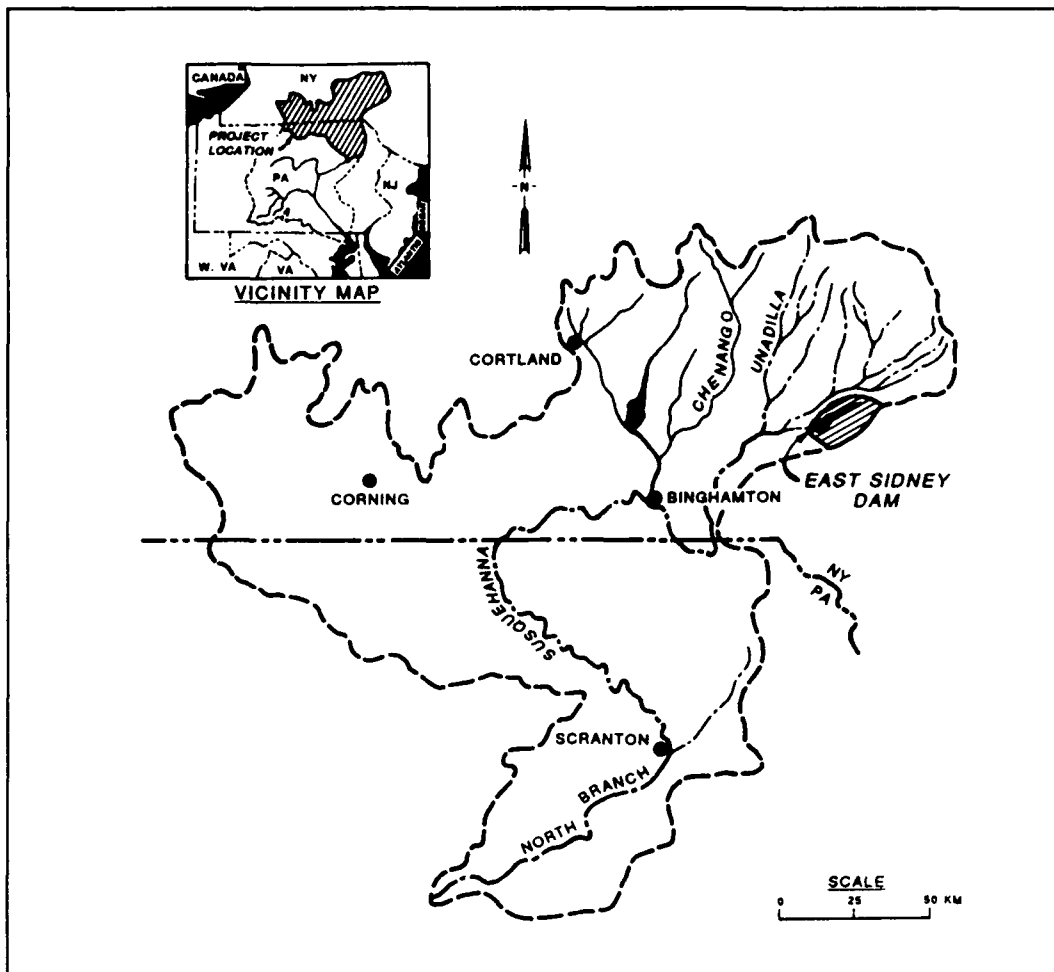 CANADA
NY
PROJECT
LOCATION
PA
NJ
W. VA
VA
VICINITY MAP
N
CORTLAND
CHENANGO
UNADILLA
CORNING
BINGHAMTON
EAST SIDNEY
DAM
SUSQUEHANNA
NY
PA
SCRANTON
NORTH BRANCH
SCALE
0 25 50 KM